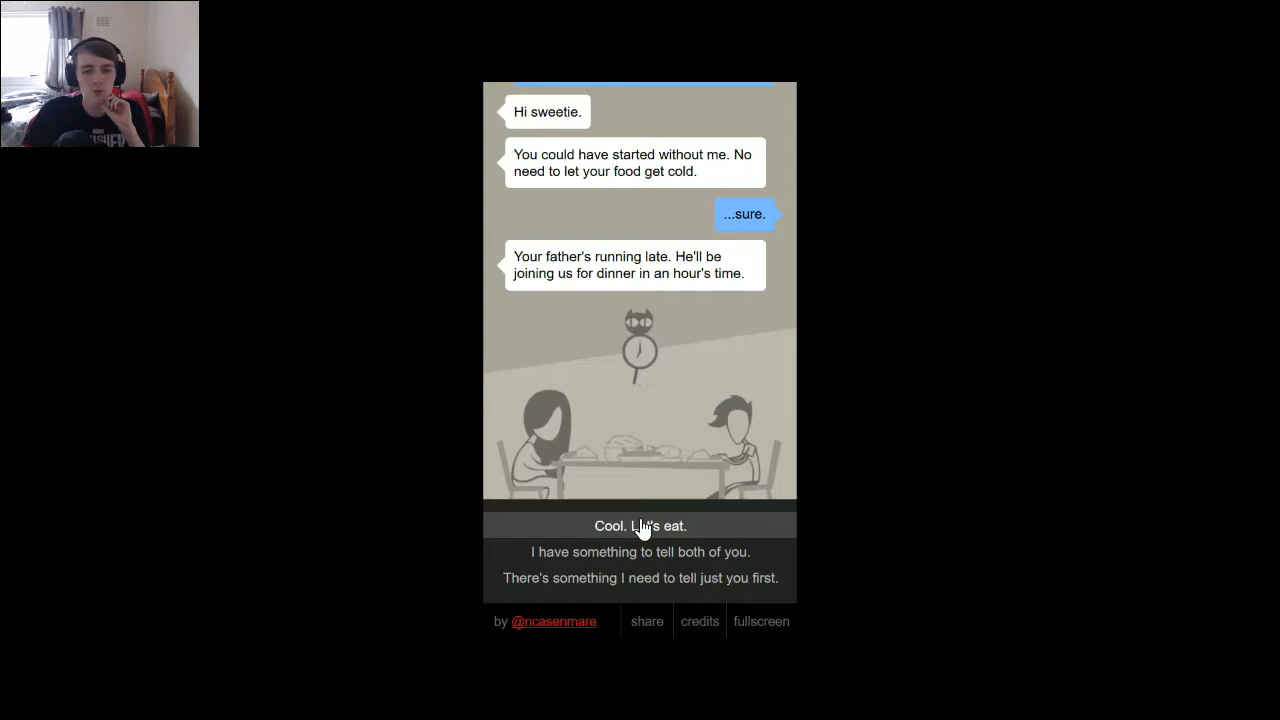 Hi sweetie.
You could have started without me. No
need to let your food get cold.
...sure.
Your father's running late. He'll be
joining us for dinner in an hour's time.
Cool. Let's eat.
I have something to tell both of you.
There's something I need to tell just you first.
by @ncasenmare
share
credits
fullscreen